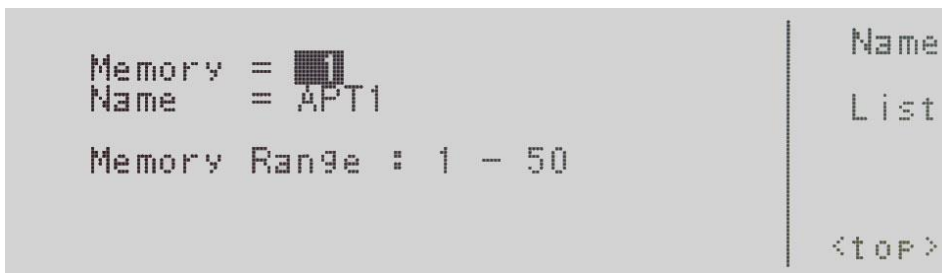 Memory = 1
Name = APT1
Memory Range : 1 - 50
Name
List
<top>